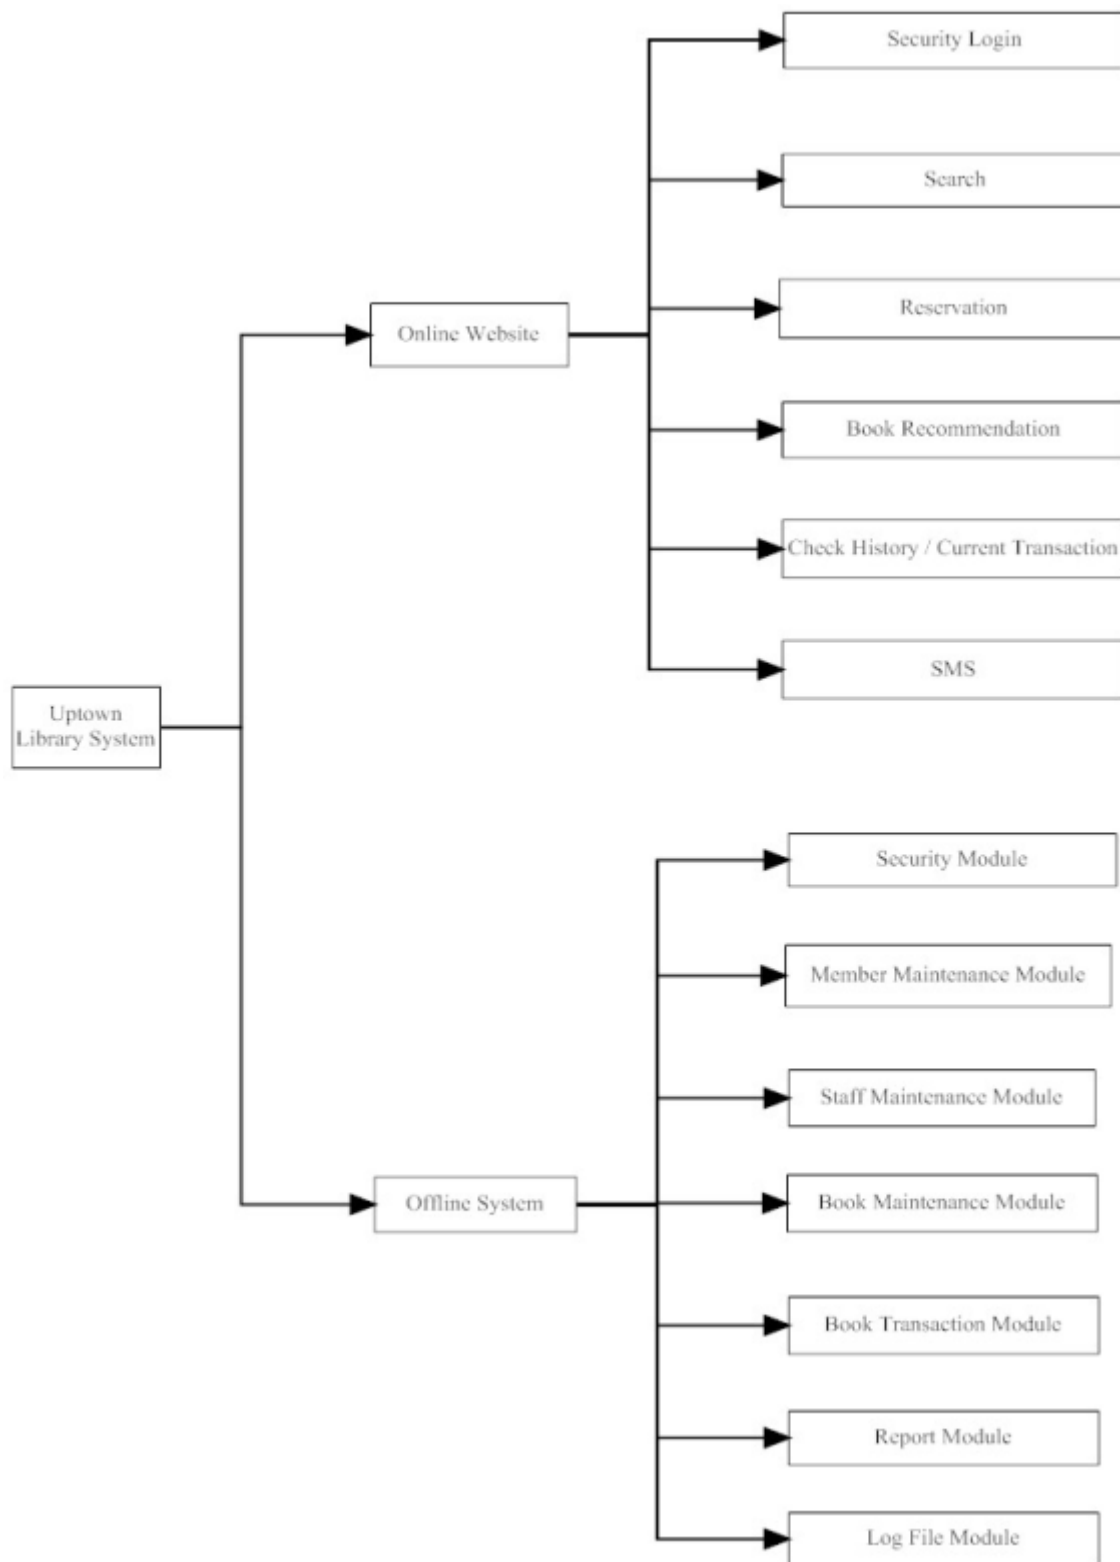 Security Login
Search
Reservation
Online Website
Book Recommendation
Check History / Current Transaction
SMS
Uptown
Library System
Security Module
Member Maintenance Module
Staff Maintenance Module
Offline System
Book Maintenance Module
Book Transaction Module
Report Module
Log File Module